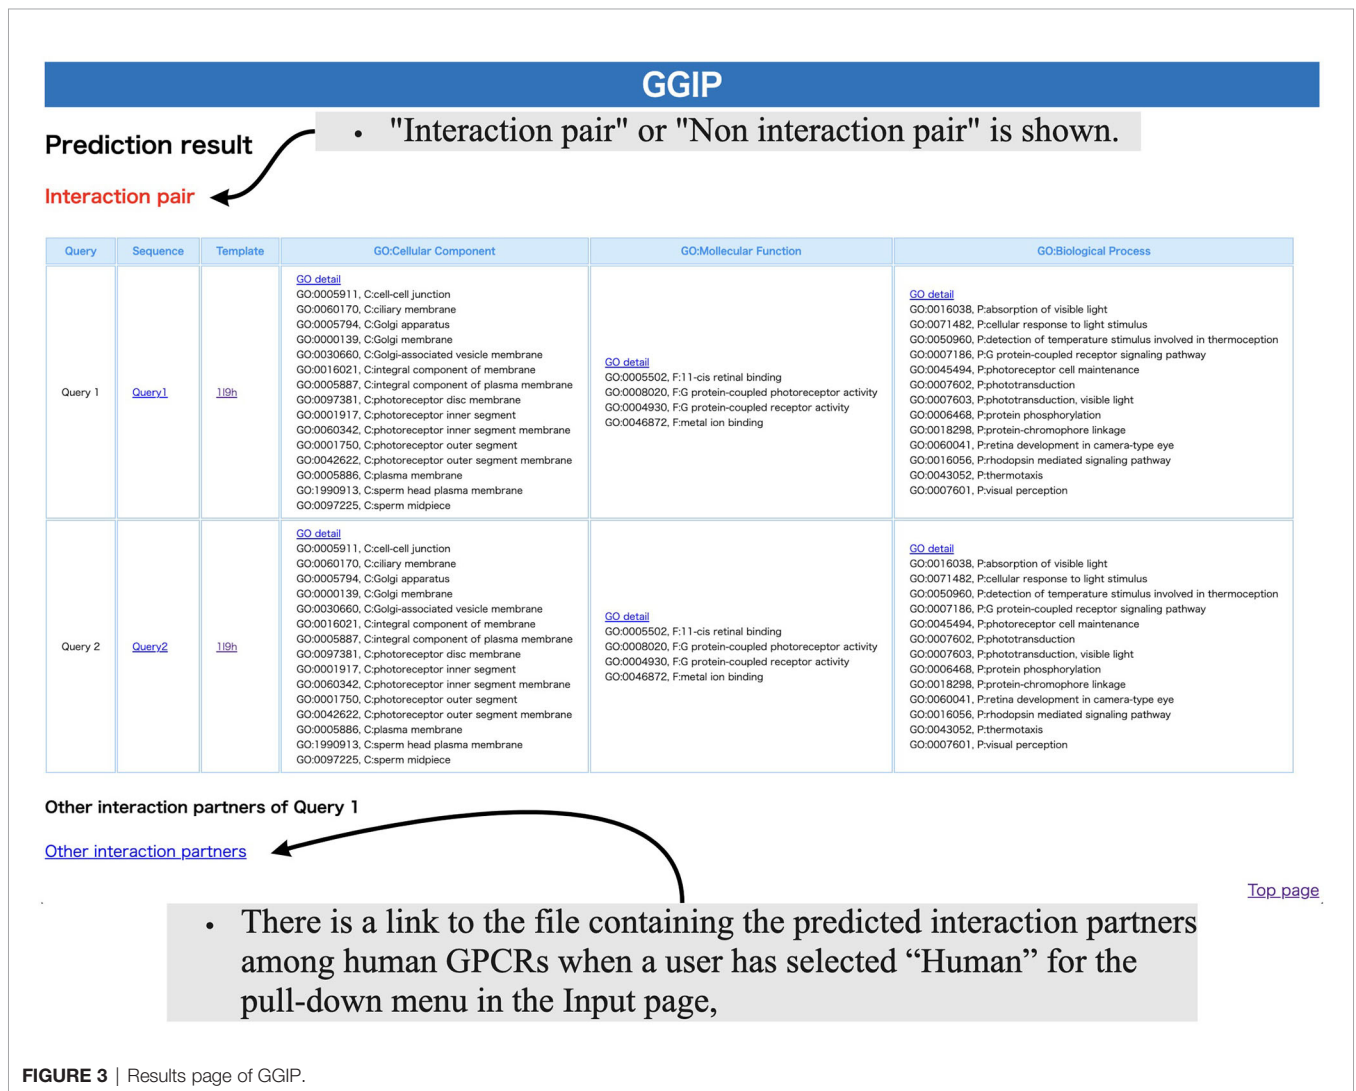 GGIP
• "Interaction pair" or "Non interaction pair" is shown.
Prediction result
Interaction pair
Query Sequence Template GO:Cellular Component GO:Mollecular Function GO:Biological Process
Query 1
Query1
1l9h
GO detail
GO:0005911, C:cell-cell junction
GO:0060170, C:ciliary membrane
GO:0005794, C:Golgi apparatus
GO:0000139, C:Golgi membrane
GO:0030660, C:Golgi-associated vesicle membrane
GO:0016021, C:integral component of membrane
GO:0005887, C:integral component of plasma membrane
GO:0097381, C:photoreceptor disc membrane
GO:0001917, C:photoreceptor inner segment
GO:0060342, C:photoreceptor inner segment membrane
GO:0001750, C:photoreceptor outer segment
GO:0042622, C:photoreceptor outer segment membrane
GO:0005886, C:plasma membrane
GO:1990913, C:sperm head plasma membrane
GO:0097225, C:sperm midpiece
GO detail
GO:0005502, F:11-cis retinal binding
GO:0008020, F:G protein-coupled photoreceptor activity
GO:0004930, F:G protein-coupled receptor activity
GO:0046872, F:metal ion binding
GO detail
GO:0016038, P:absorption of visible light
GO:0071482, P:cellular response to light stimulus
GO:0050960, P:detection of temperature stimulus involved in thermoception
GO:0007186, P:G protein-coupled receptor signaling pathway
GO:0045494, P:photoreceptor cell maintenance
GO:0007602, P:phototransduction
GO:0007603, P:phototransduction, visible light
GO:0006468, P:protein phosphorylation
GO:0018298, P:protein-chromophore linkage
GO:0060041, P:retina development in camera-type eye
GO:0016056, P:rhodopsin mediated signaling pathway
GO:0043052, P:thermotaxis
GO:0007601, P:visual perception
Query 2
Query2
1l9h
GO detail
GO:0005911, C:cell-cell junction
GO:0060170, C:ciliary membrane
GO:0005794, C:Golgi apparatus
GO:0000139, C:Golgi membrane
GO:0030660, C:Golgi-associated vesicle membrane
GO:0016021, C:integral component of membrane
GO:0005887, C:integral component of plasma membrane
GO:0097381, C:photoreceptor disc membrane
GO:0001917, C:photoreceptor inner segment
GO:0060342, C:photoreceptor inner segment membrane
GO:0001750, C:photoreceptor outer segment
GO:0042622, C:photoreceptor outer segment membrane
GO:0005886, C:plasma membrane
GO:1990913, C:sperm head plasma membrane
GO:0097225, C:sperm midpiece
GO detail
GO:0005502, F:11-cis retinal binding
GO:0008020, F:G protein-coupled photoreceptor activity
GO:0004930, F:G protein-coupled receptor activity
GO:0046872, F:metal ion binding
GO detail
GO:0016038, P:absorption of visible light
GO:0071482, P:cellular response to light stimulus
GO:0050960, P:detection of temperature stimulus involved in thermoception
GO:0007186, P:G protein-coupled receptor signaling pathway
GO:0045494, P:photoreceptor cell maintenance
GO:0007602, P:phototransduction
GO:0007603, P:phototransduction, visible light
GO:0006468, P:protein phosphorylation
GO:0018298, P:protein-chromophore linkage
GO:0060041, P:retina development in camera-type eye
GO:0016056, P:rhodopsin mediated signaling pathway
GO:0043052, P:thermotaxis
GO:0007601, P:visual perception
Other interaction partners of Query 1
Other interaction partners
Top page
• There is a link to the file containing the predicted interaction partners
among human GPCRs when a user has selected “Human” for the
pull-down menu in the Input page,
FIGURE 3 | Results page of GGIP.